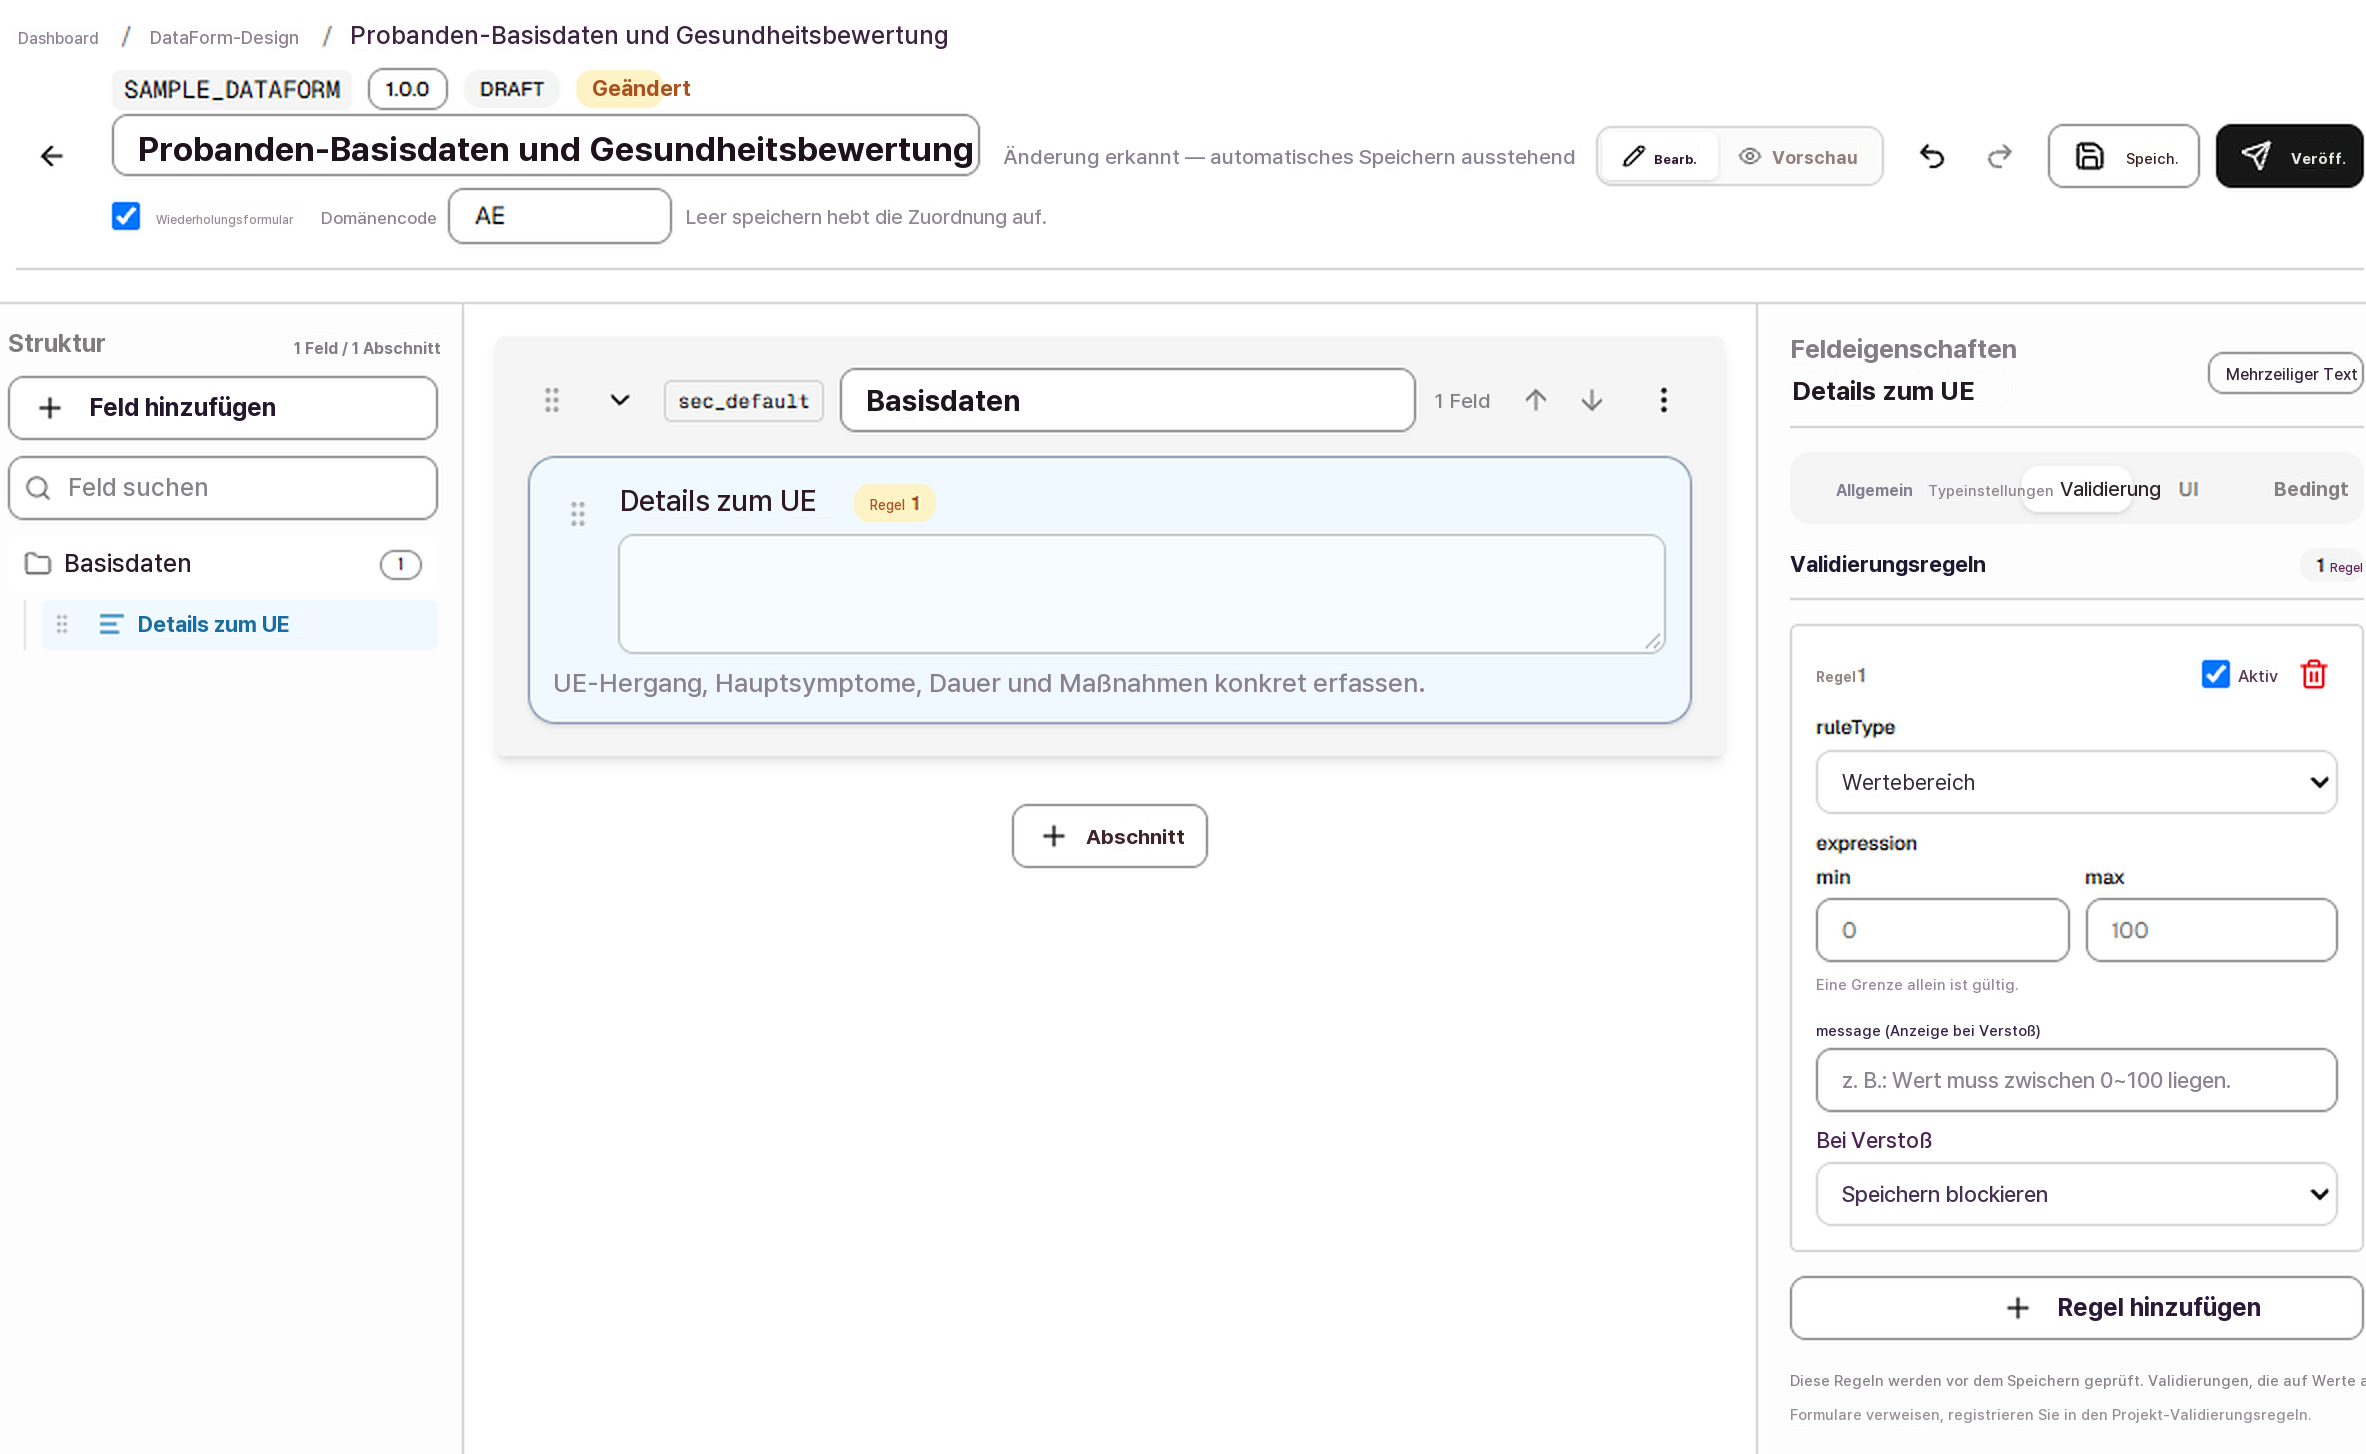 Dashboard / DataForm-Design / Probanden-Basisdaten und Gesundheitsbewertung
SAMPLE_DATAFORM 1.0.0 DRAFT Geändert
Probanden-Basisdaten und Gesundheitsbewertung
Änderung erkannt — automatisches Speichern ausstehend
Bearb.
Vorschau
Speich.
Veröff.
Wiederholungsformular
Domänencode
AE
Leer speichern hebt die Zuordnung auf.
Struktur
1 Feld / 1 Abschnitt
Feld hinzufügen
Feld suchen
Basisdaten
1
Details zum UE
sec_default
Basisdaten
1 Feld
Details zum UE
Regel 1
UE-Hergang, Hauptsymptome, Dauer und Maßnahmen konkret erfassen.
Abschnitt
Feldeigenschaften
Details zum UE
Mehrzeiliger Text
Allgemein Typeinstellungen Validierung UI Bedingt
Validierungsregeln
1 Regel
Regel 1
Aktiv
ruleType
Wertebereich
expression
min max
0 100
Eine Grenze allein ist gültig.
message (Anzeige bei Verstoß)
z. B.: Wert muss zwischen 0~100 liegen.
Bei Verstoß
Speichern blockieren
Regel hinzufügen
Diese Regeln werden vor dem Speichern geprüft. Validierungen, die auf Werte
Formulare verweisen, registrieren Sie in den Projekt-Validierungsregeln.